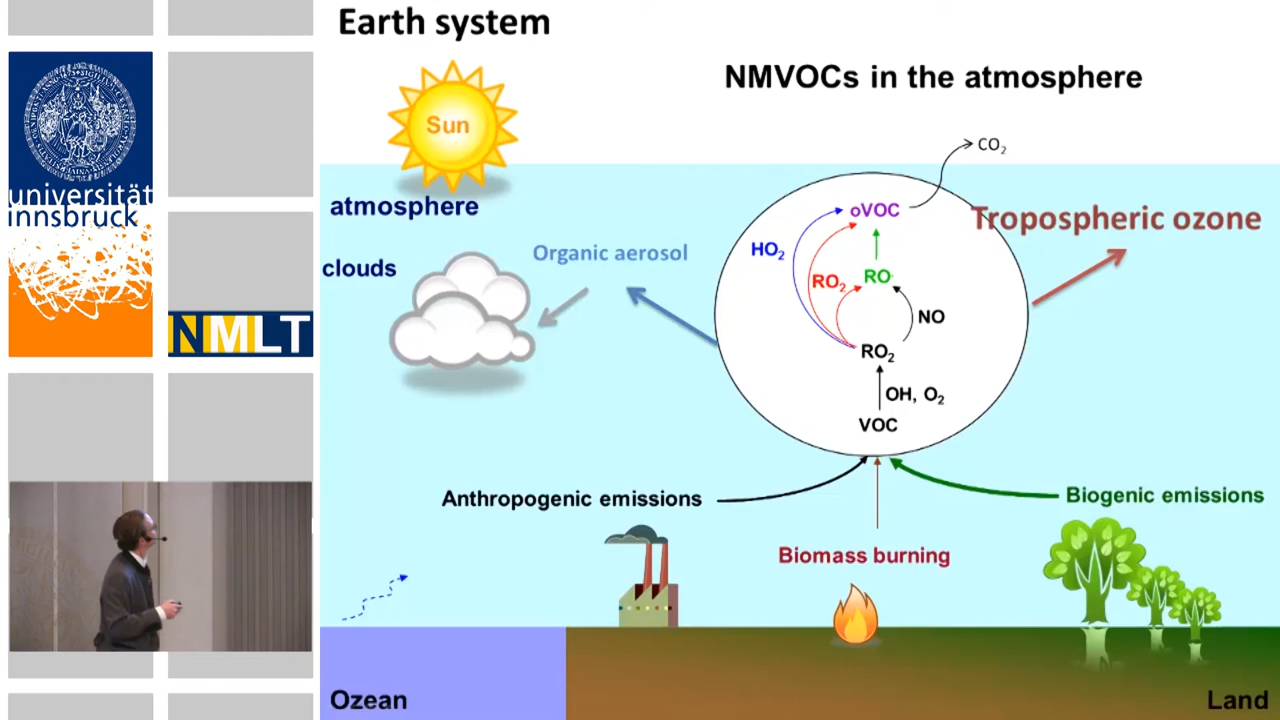 Earth system
NMVOCs in the atmosphere
Sun
CO₂
atmosphere
oVOC
Tropospheric ozone
HO₂
Organic aerosol
clouds
RO₂
RO·
NO
RO₂
OH, O₂
VOC
Anthropogenic emissions
Biogenic emissions
Biomass burning
Ozean
Land
universität
innsbruck
NMLT